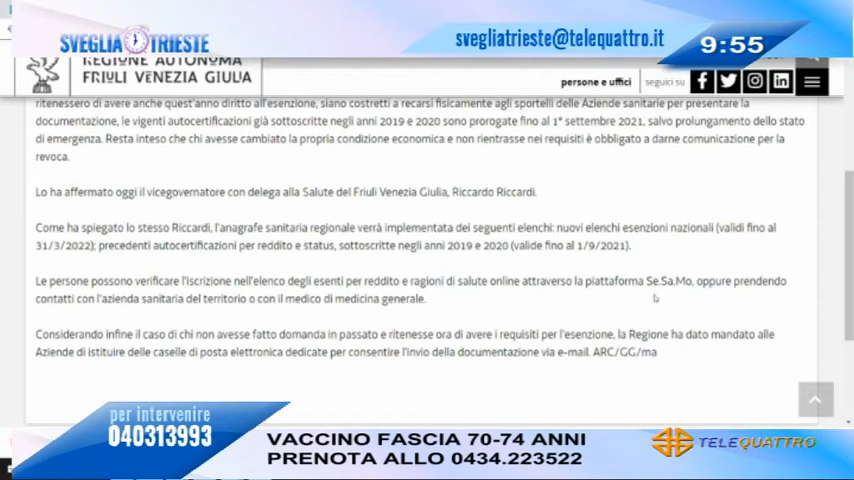 SVEGLIA TRIESTE
svegliatrieste@telequattro.it
9:55
REGIONE AUTONOMA
FRIULI VENEZIA GIULIA
persone e uffici
seguici su
ritenessero di avere anche quest'anno diritto all'esenzione, siano costretti a recarsi fisicamente agli sportelli delle Aziende sanitarie per presentare la
documentazione, le vigenti autocertificazioni già sottoscritte negli anni 2019 e 2020 sono prorogate fino al 1° settembre 2021, salvo prolungamento dello stato
di emergenza. Resta inteso che chi avesse cambiato la propria condizione economica e non rientrasse nei requisiti è obbligato a darne comunicazione per la
revoca.
Lo ha affermato oggi il vicegovernatore con delega alla Salute del Friuli Venezia Giulia, Riccardo Riccardi.
Come ha spiegato lo stesso Riccardi, l'anagrafe sanitaria regionale verrà implementata dei seguenti elenchi: nuovi elenchi esenzioni nazionali (validi fino al
31/3/2022); precedenti autocertificazioni per reddito e status, sottoscritte negli anni 2019 e 2020 (valide fino al 1/9/2021).
Le persone possono verificare l'iscrizione nell'elenco degli esenti per reddito e ragioni di salute online attraverso la piattaforma Se.Sa.Mo, oppure prendendo
contatti con l'azienda sanitaria del territorio o con il medico di medicina generale.
Considerando infine il caso di chi non avesse fatto domanda in passato e ritenesse ora di avere i requisiti per l'esenzione, la Regione ha dato mandato alle
Aziende di istituire delle caselle di posta elettronica dedicate per consentire l'invio della documentazione via e-mail. ARC/GG/ma
per intervenire
040313993
VACCINO FASCIA 70-74 ANNI
PRENOTA ALLO 0434.223522
TELEQUATTRO